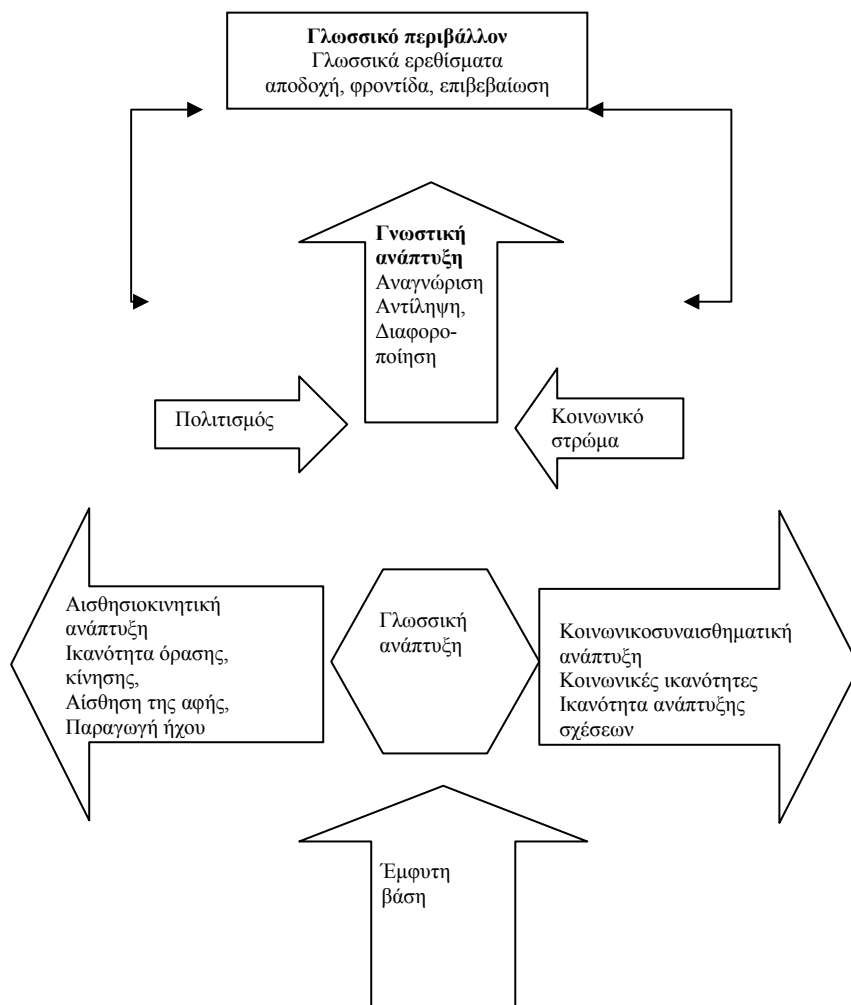 Γλωσσικό περιβάλλον
Γλωσσικά ερεθίσματα
αποδοχή, φροντίδα, επιβεβαίωση
Γνωστική
ανάπτυξη
Αναγνώριση
Αντίληψη,
Διαφορο-
ποίηση
Πολιτισμός
Κοινωνικό
στρώμα
Αισθησιοκινητική
ανάπτυξη
Ικανότητα όρασης,
κίνησης,
Αίσθηση της αφής,
Παραγωγή ήχου
Γλωσσική
ανάπτυξη
Κοινωνικοσυναισθηματική
ανάπτυξη
Κοινωνικές ικανότητες
Ικανότητα ανάπτυξης
σχέσεων
Έμφυτη
βάση